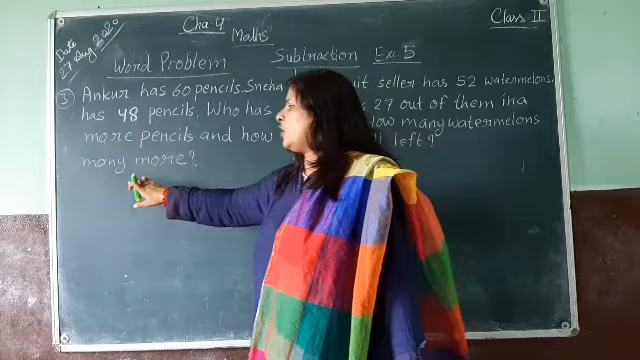 Date
27 Aug 2020
Cha-4
Maths
Class II
Word Problem
Subtraction Ex-5
③ Ankur has 60 pencils. Sneha
has 48 pencils. Who has
more pencils and how
many more?
seller has 52 watermelons.
27 out of them in a
many watermelons
left?